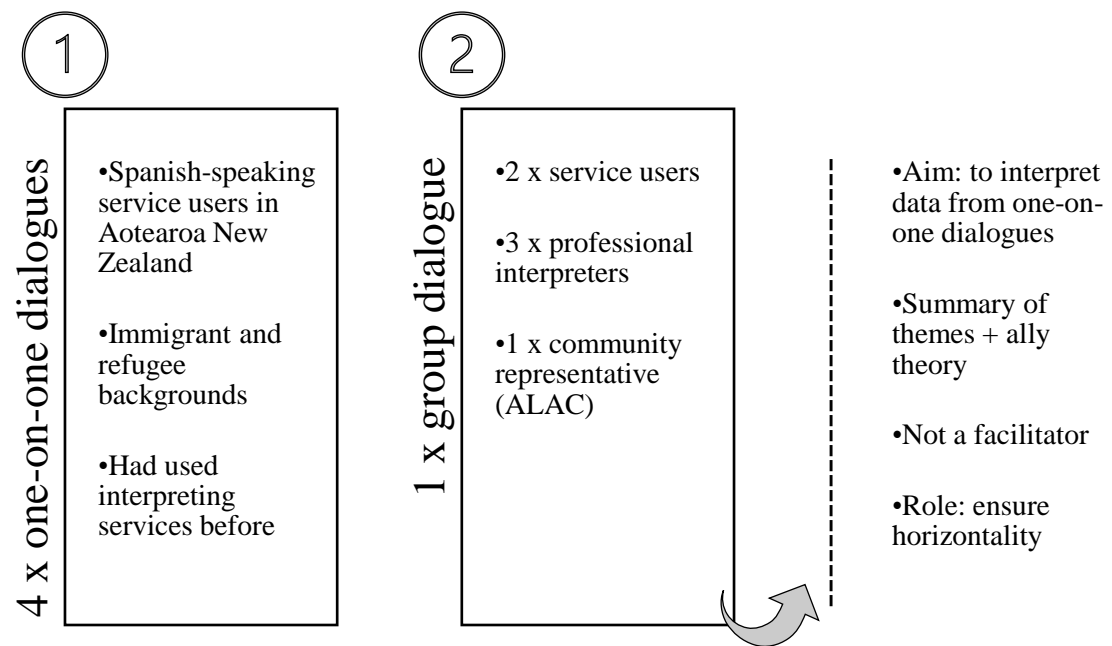 1
4 x one-on-one dialogues
•Spanish-speaking
service users in
Aotearoa New
Zealand
•Immigrant and
refugee
backgrounds
•Had used
interpreting
services before
2
1 x group dialogue
•2 x service users
•3 x professional
interpreters
•1 x community
representative
(ALAC)
•Aim: to interpret
data from one-on-
one dialogues
•Summary of
themes + ally
theory
•Not a facilitator
•Role: ensure
horizontality